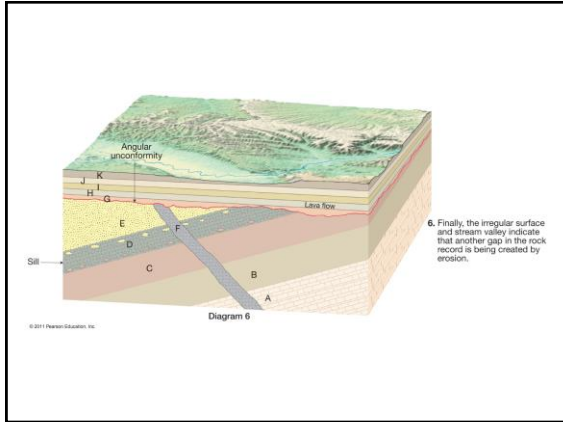 Angular
unconformity
K
J
I
H
G
Lava flow
E
F
D
Sill
C
B
A
Diagram 6
6. Finally, the irregular surface
and stream valley indicate
that another gap in the rock
record is being created by
erosion.
© 2011 Pearson Education, Inc.